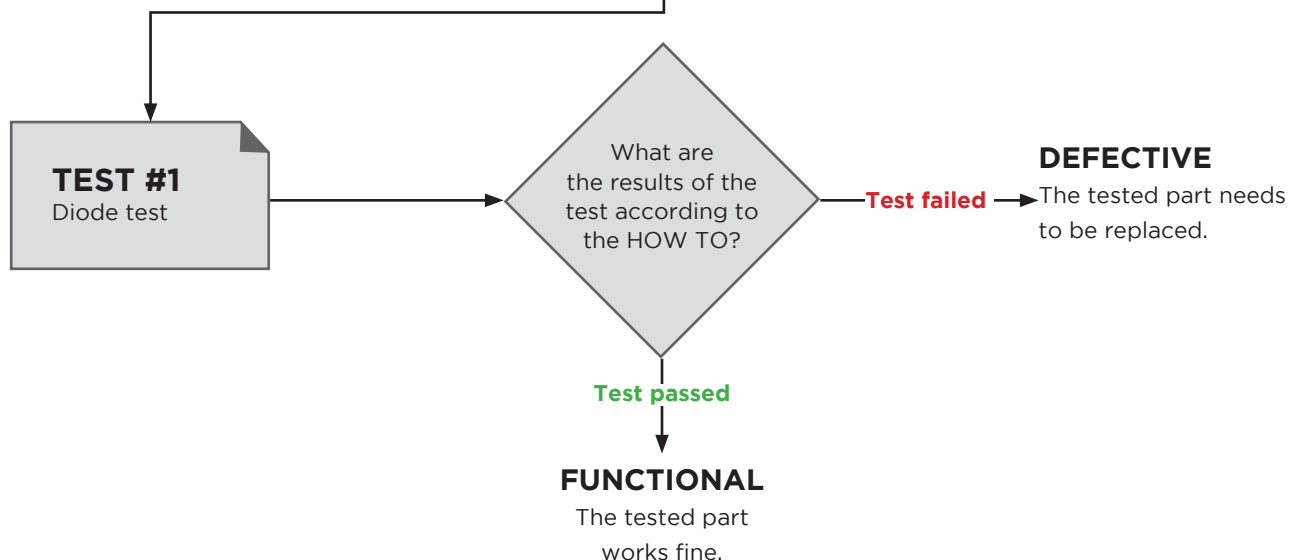 TEST #1
Diode test
What are
the results of the
test according to
the HOW TO?
Test failed
DEFECTIVE
The tested part needs
to be replaced.
Test passed
FUNCTIONAL
The tested part
works fine.